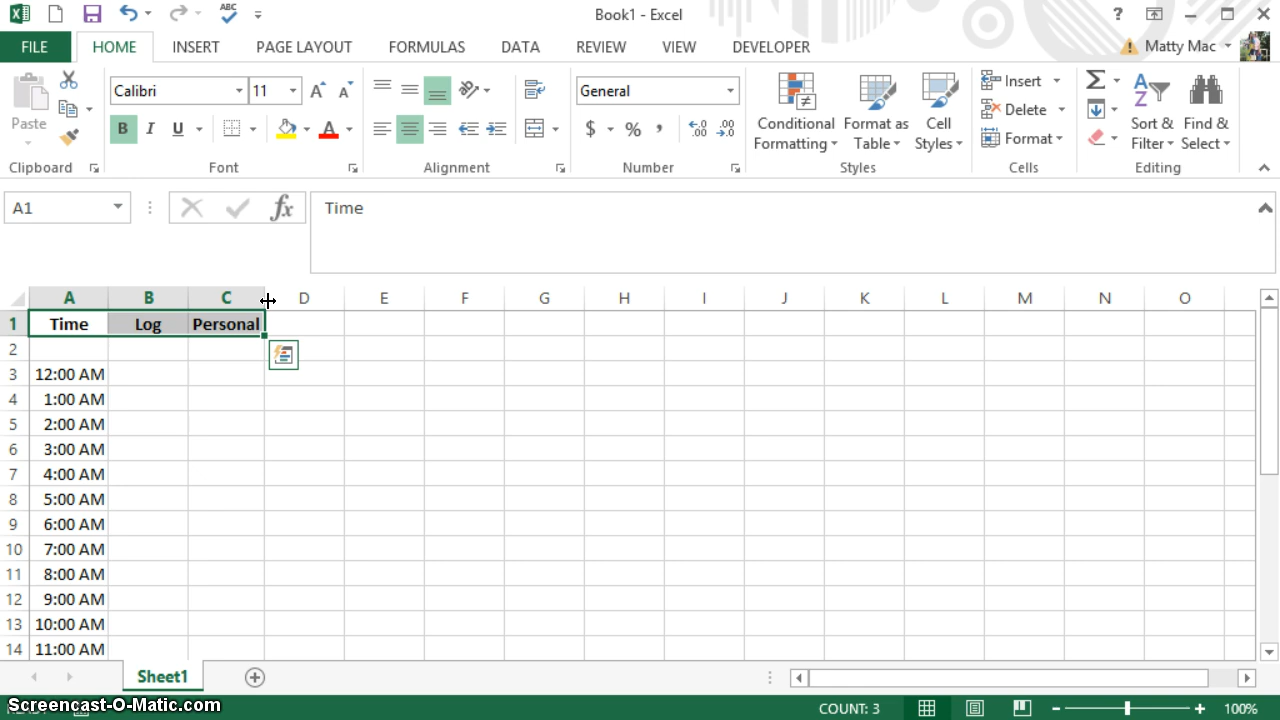 ABC
Book1 - Excel
?
FILE HOME INSERT PAGE LAYOUT FORMULAS DATA REVIEW VIEW DEVELOPER Matty Mac
Paste
Calibri 11
B I U A
General
$ % , .00 .0
Conditional Formatting
Format as Table
Cell Styles
Insert
Delete
Format
Sort & Filter
Find & Select
Clipboard Font Alignment Number Styles Cells Editing
A1 fx Time
A B C D E F G H I J K L M N O
1 Time Log Personal
2
3 12:00 AM
4 1:00 AM
5 2:00 AM
6 3:00 AM
7 4:00 AM
8 5:00 AM
9 6:00 AM
10 7:00 AM
11 8:00 AM
12 9:00 AM
13 10:00 AM
14 11:00 AM
Sheet1
Screencast-O-Matic.com
COUNT: 3 100%